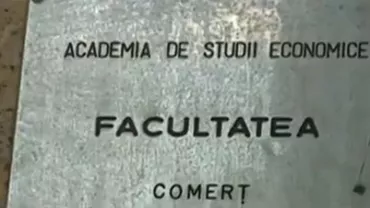 ACADEMIA DE STUDII ECONOMICE
FACULTATEA
COMERȚ